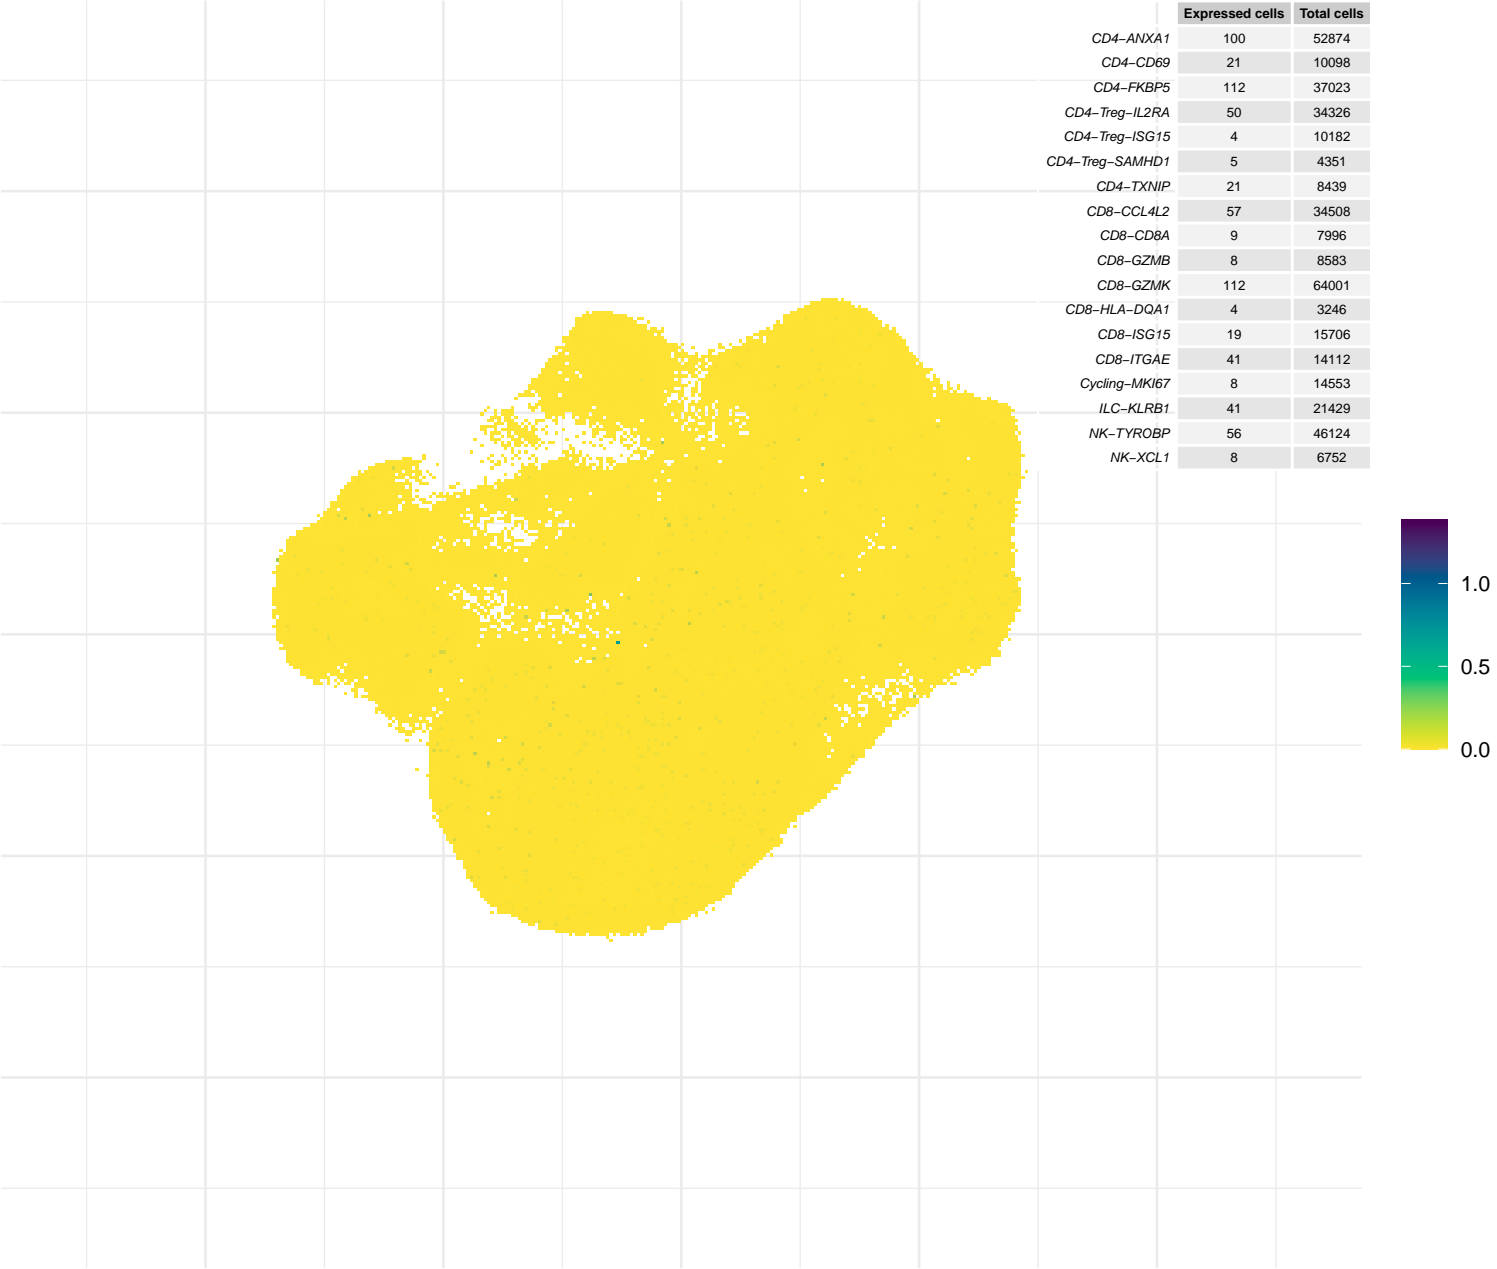 Expressed cells Total cells
CD4−ANXA1 100 52874
CD4−CD69 21 10098
CD4−FKBP5 112 37023
CD4−Treg−IL2RA 50 34326
CD4−Treg−ISG15 4 10182
CD4−Treg−SAMHD1 5 4351
CD4−TXNIP 21 8439
CD8−CCL4L2 57 34508
CD8−CD8A 9 7996
CD8−GZMB 8 8583
CD8−GZMK 112 64001
CD8−HLA−DQA1 4 3246
CD8−ISG15 19 15706
CD8−ITGAE 41 14112
Cycling−MKI67 8 14553
ILC−KLRB1 41 21429
NK−TYROBP 56 46124
NK−XCL1 8 6752
1.0
0.5
0.0